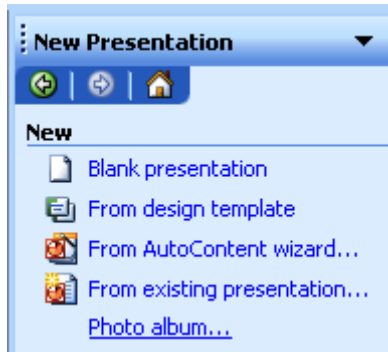 New Presentation
New
Blank presentation
From design template
From AutoContent wizard...
From existing presentation...
Photo album...